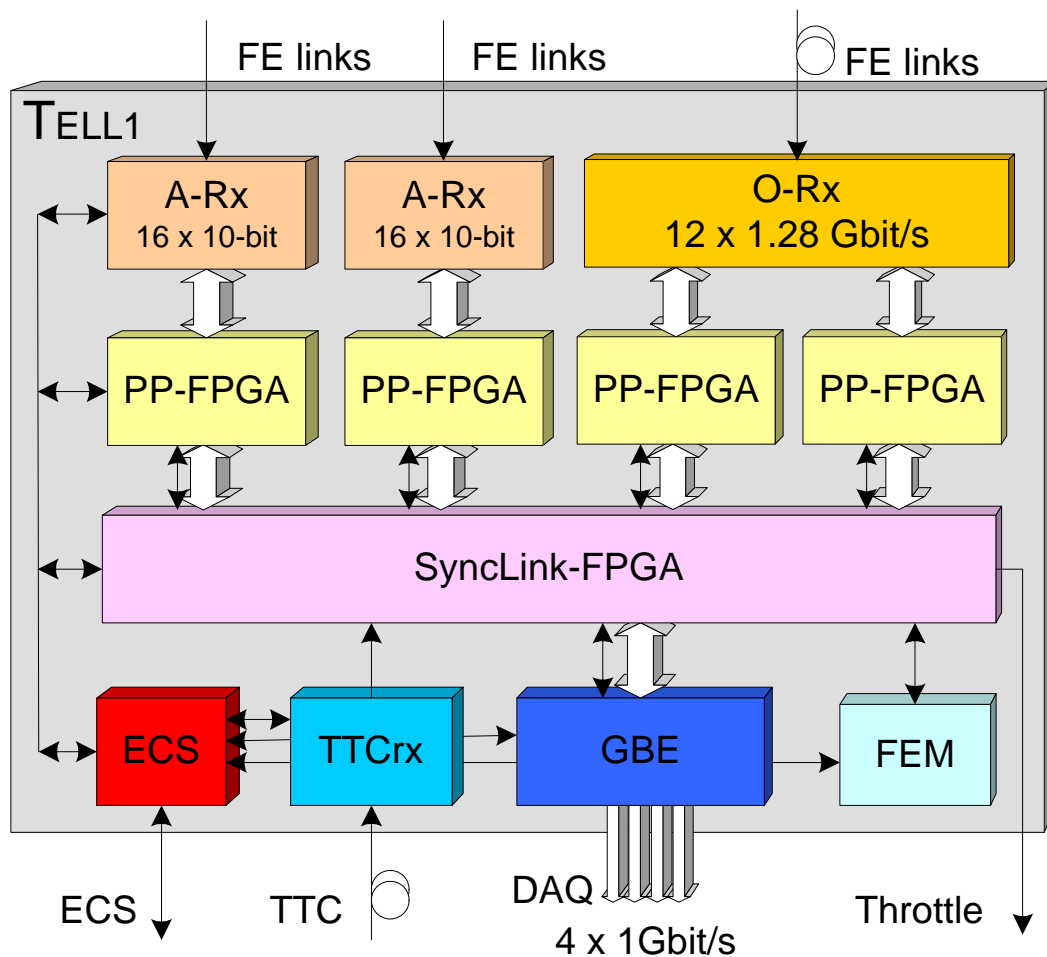 FE links
FE links
FE links
TELL1
A-Rx
16 x 10-bit
A-Rx
16 x 10-bit
O-Rx
12 x 1.28 Gbit/s
PP-FPGA
PP-FPGA
PP-FPGA
PP-FPGA
SyncLink-FPGA
ECS
TTCrx
GBE
FEM
ECS
TTC
DAQ
4 x 1Gbit/s
Throttle